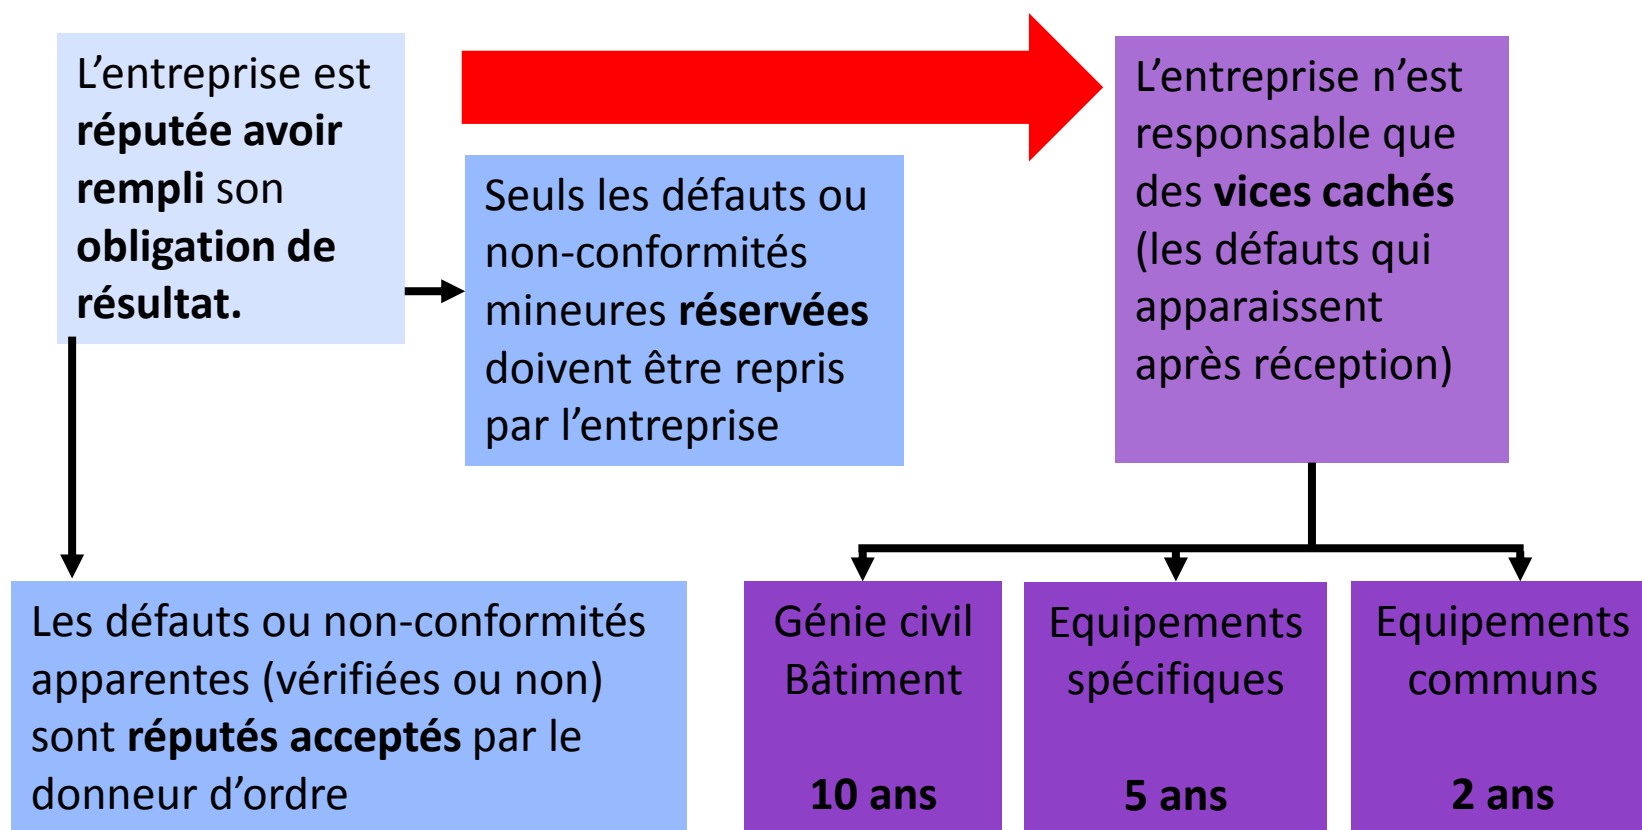 L’entreprise est
réputée avoir
rempli son
obligation de
résultat.
Seuls les défauts ou
non-conformités
mineures réservées
doivent être repris
par l’entreprise
L’entreprise n’est
responsable que
des vices cachés
(les défauts qui
apparaissent
après réception)
Les défauts ou non-conformités
apparentes (vérifiées ou non)
sont réputés acceptés par le
donneur d’ordre
Génie civil
Bâtiment
10 ans
Equipements
spécifiques
5 ans
Equipements
communs
2 ans